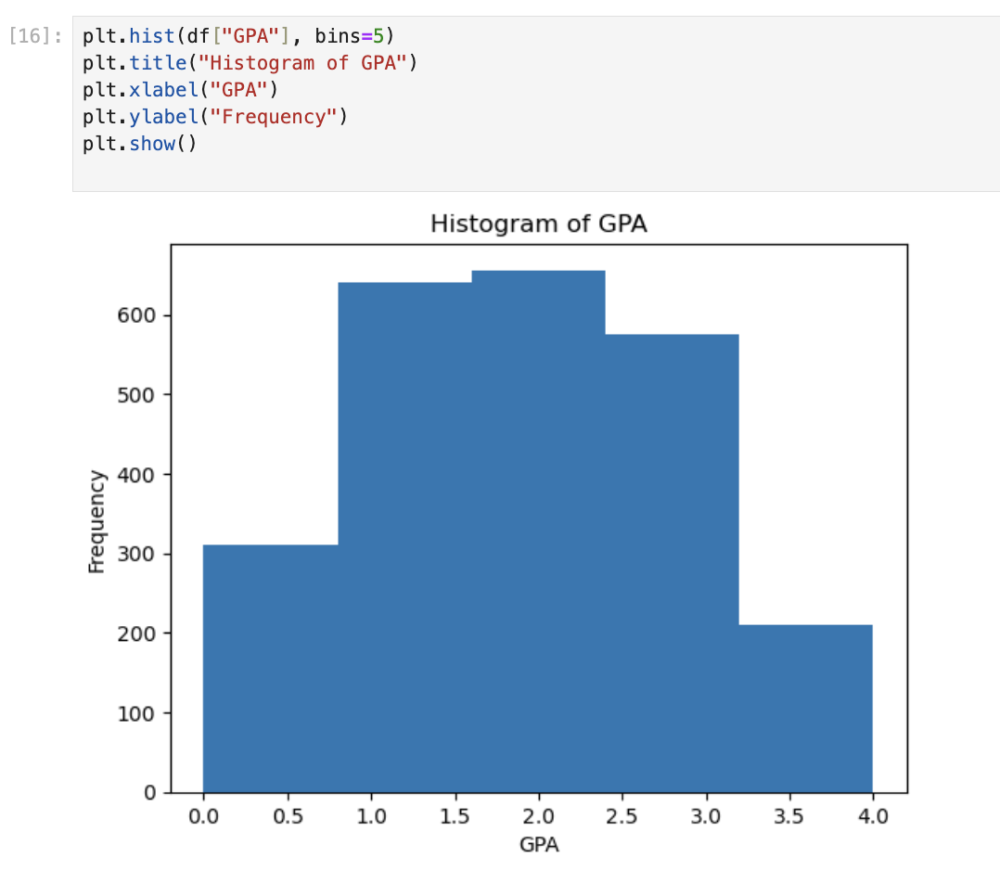 [16]: plt.hist(df["GPA"], bins=5)
plt.title("Histogram of GPA")
plt.xlabel("GPA")
plt.ylabel("Frequency")
plt.show()
Histogram of GPA
Frequency
600
500
400
300
200
100
0
0.0 0.5 1.0 1.5 2.0 2.5 3.0 3.5 4.0
GPA